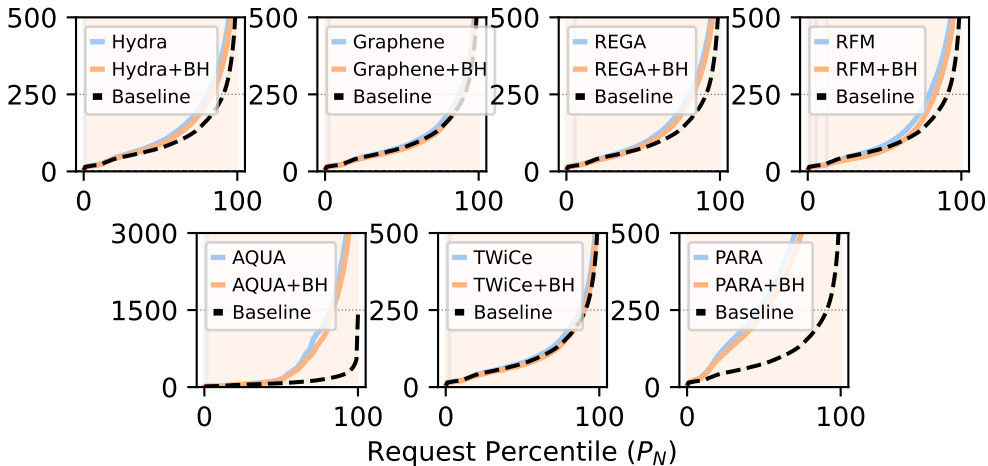 500
250
0
Hydra
Hydra+BH
Baseline
0
100
500
250
0
Graphene
Graphene+BH
Baseline
0
100
500
250
0
REGA
REGA+BH
Baseline
0
100
500
250
0
RFM
RFM+BH
Baseline
0
100
3000
1500
0
AQUA
AQUA+BH
Baseline
0
100
500
250
0
TWiCe
TWiCe+BH
Baseline
0
100
500
250
0
PARA
PARA+BH
Baseline
0
100
Request Percentile (P_N)